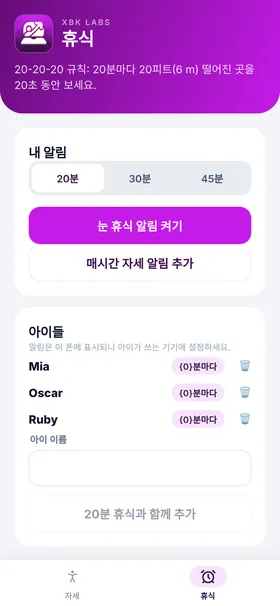 XBK LABS
휴식
20-20-20 규칙: 20분마다 20피트(6 m) 떨어진 곳을
20초 동안 보세요.
내 알림
20분 30분 45분
눈 휴식 알림 켜기
매시간 자세 알림 추가
아이들
알림은 이 폰에 표시되니 아이가 쓰는 기기에 설정하세요.
Mia {0}분마다
Oscar {0}분마다
Ruby {0}분마다
아이 이름
20분 휴식과 함께 추가
자세 휴식